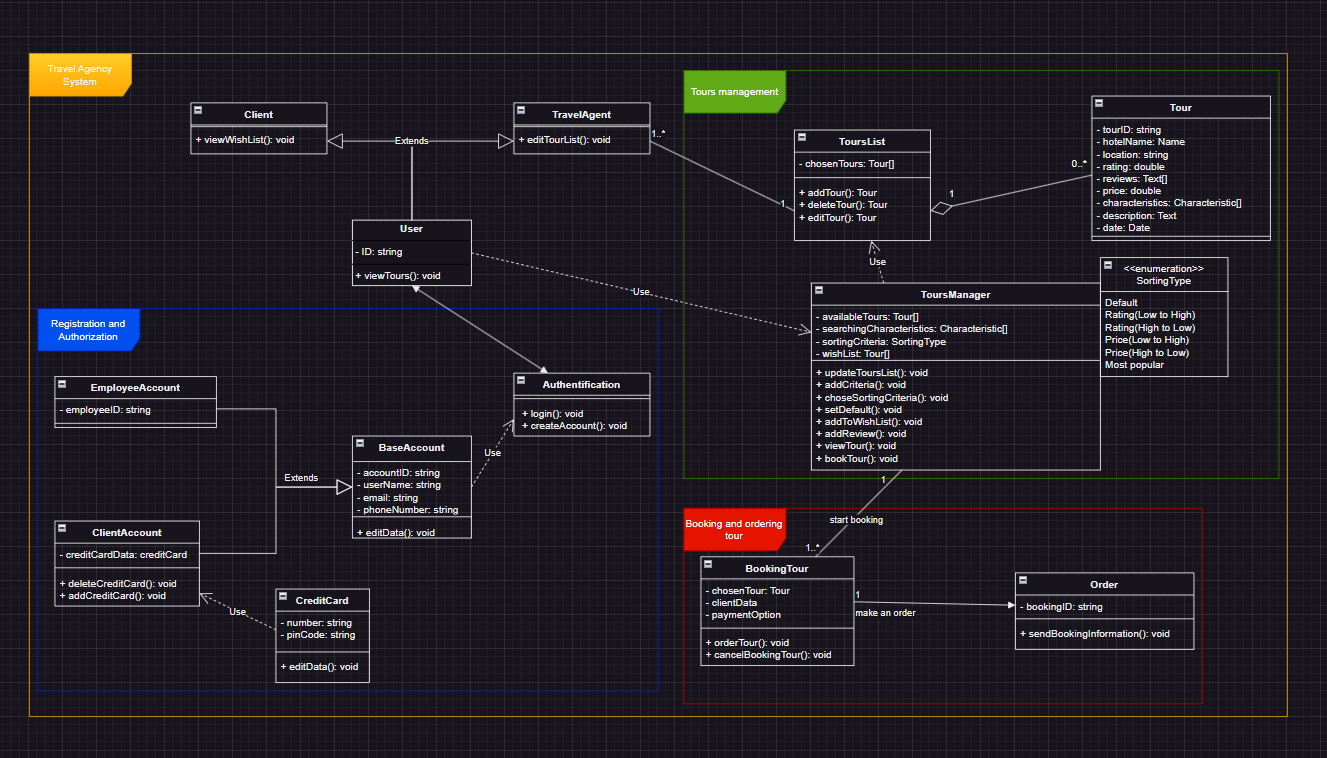 Travel Agency
System
Client
+ viewWishList(): void
Extends
TravelAgent
+ editTourList(): void
1..*
1
User
- ID: string
+ viewTours(): void
Use
Tours management
ToursList
- chosenTours: Tour[]
+ addTour(): Tour
+ deleteTour(): Tour
+ editTour(): Tour
1
0..*
Tour
- tourID: string
- hotelName: Name
- location: string
- rating: double
- reviews: Text[]
- price: double
- characteristics: Characteristic[]
- description: Text
- date: Date
Use
ToursManager
- availableTours: Tour[]
- searchingCharacteristics: Characteristic[]
- sortingCriteria: SortingType
- wishList: Tour[]
+ updateToursList(): void
+ addCriteria(): void
+ choseSortingCriteria(): void
+ setDefault(): void
+ addToWishList(): void
+ addReview(): void
+ viewTour(): void
+ bookTour(): void
<<enumeration>>
SortingType
Default
Rating(Low to High)
Rating(High to Low)
Price(Low to High)
Price(High to Low)
Most popular
Registration and
Authorization
EmployeeAccount
- employeeID: string
Extends
BaseAccount
- accountID: string
- userName: string
- email: string
- phoneNumber: string
+ editData(): void
Use
Authentification
+ login(): void
+ createAccount(): void
ClientAccount
- creditCardData: creditCard
+ deleteCreditCard(): void
+ addCreditCard(): void
Use
CreditCard
- number: string
- pinCode: string
+ editData(): void
1
start booking
1..*
Booking and ordering
tour
BookingTour
- chosenTour: Tour
- clientData
- paymentOption
+ orderTour(): void
+ cancelBookingTour(): void
1
make an order
Order
- bookingID: string
+ sendBookingInformation(): void